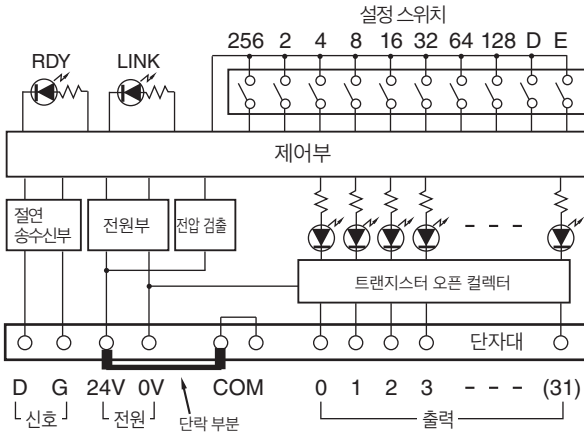 설정 스위치
256 2 4 8 16 32 64 128 D E
RDY LINK
제어부
절연
송수신부
전원부
전압 검출
트랜지스터 오픈 컬렉터
단자대
D G 24V 0V COM 0 1 2 3 - - - (31)
신호 전원 단락 부분 출력